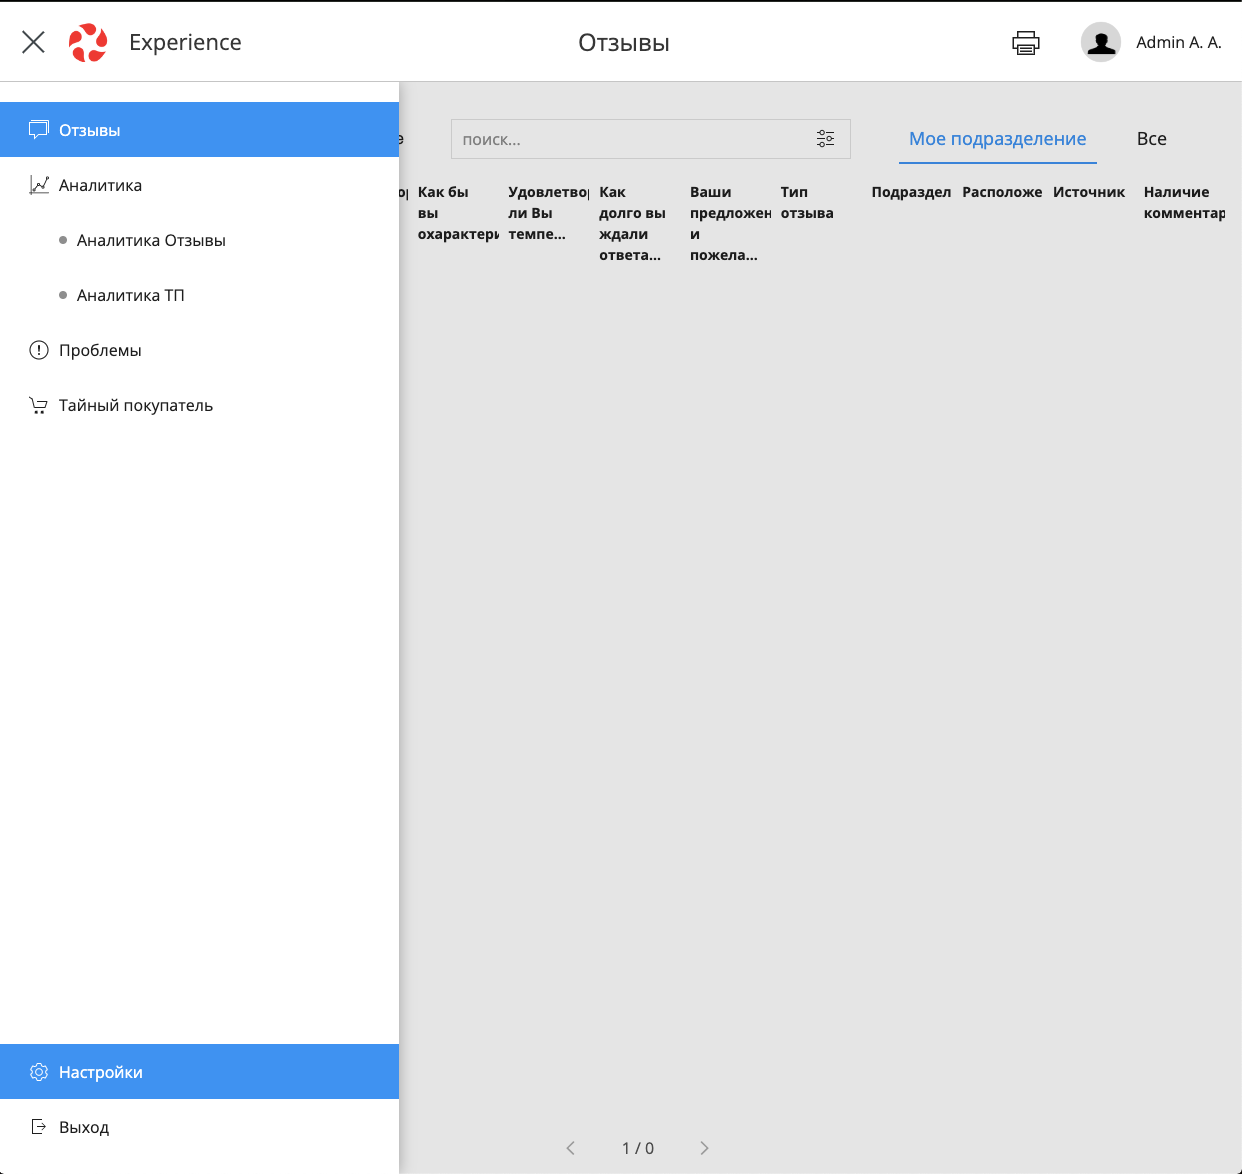 Experience
Отзывы
Admin A. A.
Отзывы
Аналитика
Аналитика Отзывы
Аналитика ТП
Проблемы
Тайный покупатель
Настройки
Выход
поиск...
Мое подразделение
Все
Как бы
вы
охарактери
Удовлетвор
ли Вы
темпе...
Как
долго вы
ждали
ответа...
Ваши
предложен
и
пожела...
Тип
отзыва
Подраздел
Расположе
Источник
Наличие
комментар
1 / 0